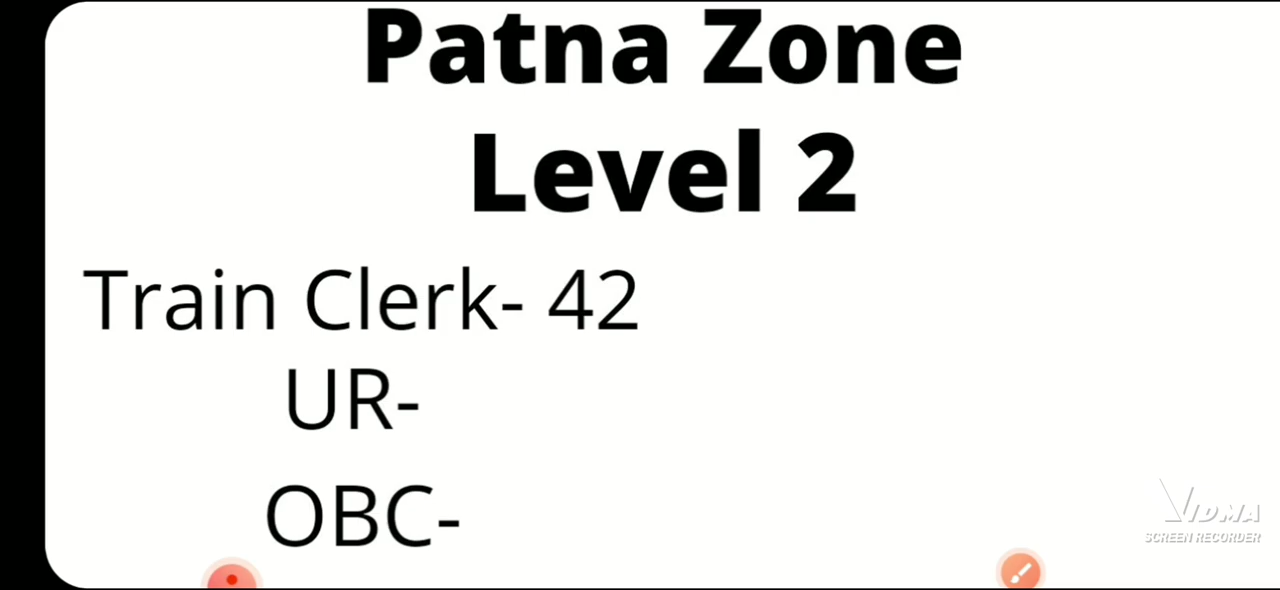 Patna Zone
Level 2
Train Clerk- 42
UR-
OBC-
VIDMA
SCREEN RECORDER